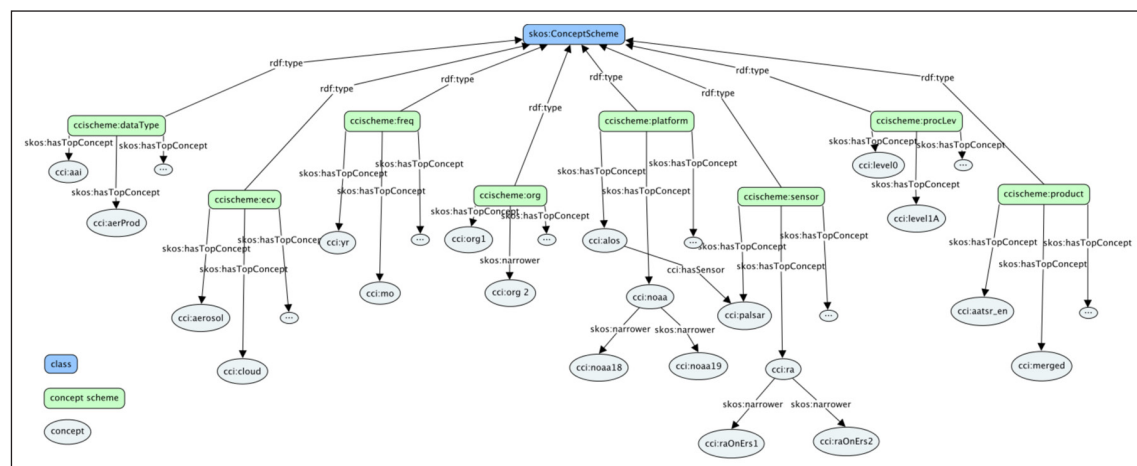 skos:ConceptScheme
rdf:type
rdf:type
rdf:type
rdf:type
rdf:type
rdf:type
rdf:type
rdf:type
ccischeme:dataType
ccischeme:freq
ccischeme:platform
ccischeme:procLev
skos:hasTopConcept
skos:hasTopConcept
skos:hasTopConcept
skos:hasTopConcept
cci:aai
...
cci:level0
...
skos:hasTopConcept
skos:hasTopConcept
skos:hasTopConcept
skos:hasTopConcept
skos:hasTopConcept
skos:hasTopConcept
skos:hasTopConcept
skos:hasTopConcept
ccischeme:ecv
ccischeme:org
ccischeme:sensor
ccischeme:product
cci:aerProd
skos:hasTopConcept
skos:hasTopConcept
cci:level1A
cci:yr
...
cci:org1
...
cci:alos
...
skos:hasTopConcept
skos:hasTopConcept
skos:hasTopConcept
skos:hasTopConcept
skos:hasTopConcept
skos:hasTopConcept
skos:narrower
cci:hasSensor
skos:hasTopConcept
skos:hasTopConcept
cci:mo
cci:org 2
cci:noaa
cci:aerosol
...
cci:palsar
...
cci:aatsr_en
...
skos:narrower
skos:narrower
cci:cloud
cci:noaa18
cci:noaa19
cci:ra
cci:merged
class
concept scheme
skos:narrower
skos:narrower
concept
cci:raOnErs1
cci:raOnErs2